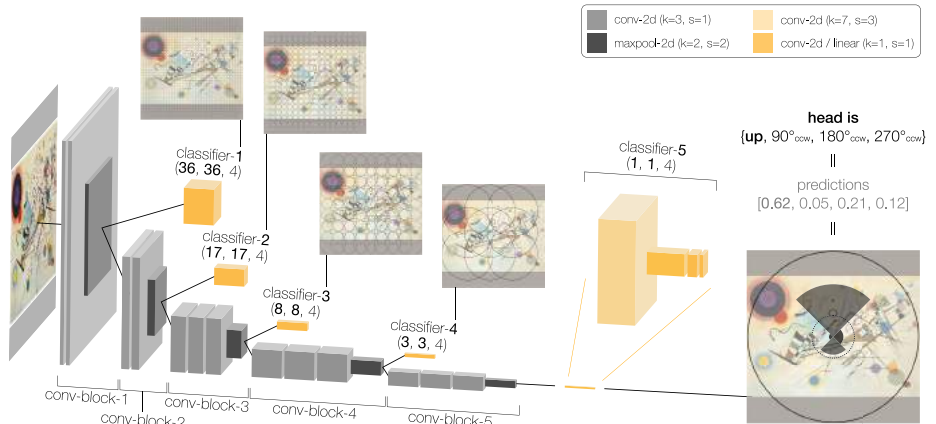 conv-2d (k=3, s=1)
maxpool-2d (k=2, s=2)
conv-2d (k=7, s=3)
conv-2d / linear (k=1, s=1)
classifier-1
(36, 36, 4)
classifier-2
(17, 17, 4)
classifier-3
(8, 8, 4)
classifier-4
(3, 3, 4)
classifier-5
(1, 1, 4)
head is
{up, 90°ccw, 180°ccw, 270°ccw}
predictions
[0.62, 0.05, 0.21, 0.12]
conv-block-1
conv-block-2
conv-block-3
conv-block-4
conv-block-5